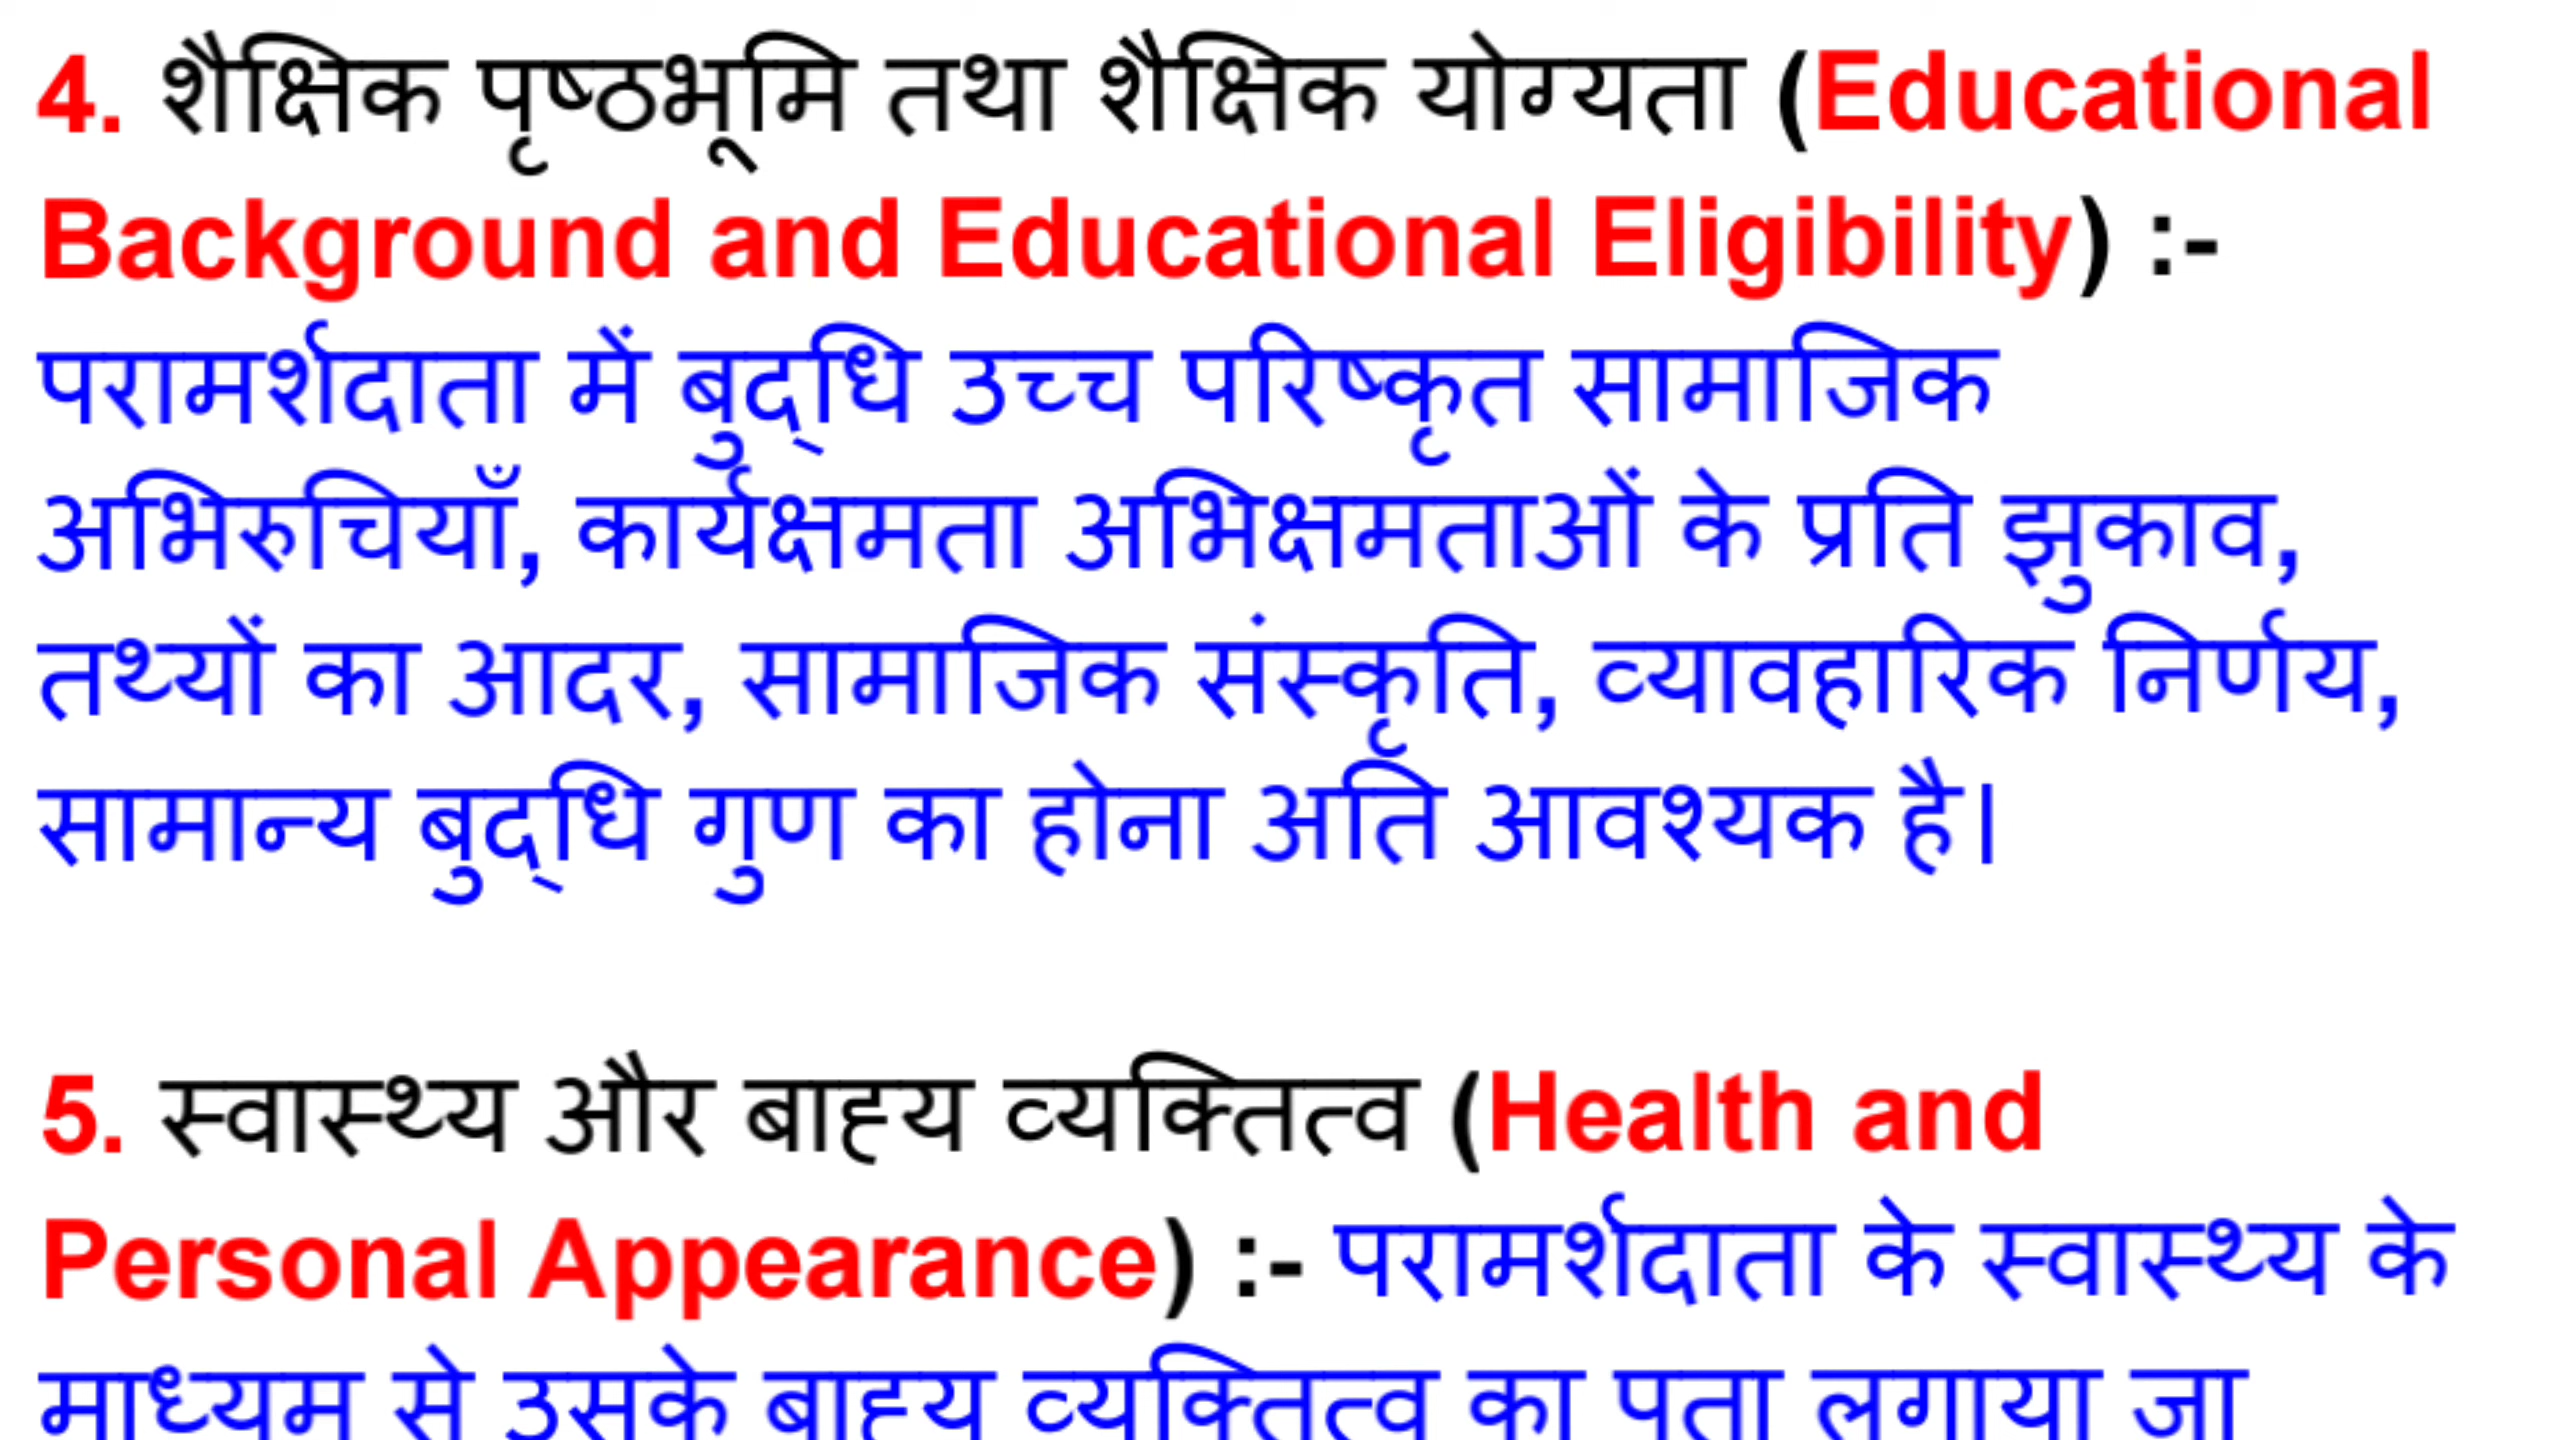 4. शैक्षिक पृष्ठभूमि तथा शैक्षिक योग्यता (Educational
Background and Educational Eligibility) :-
परामर्शदाता में बुद्‌धि उच्च परिष्कृत सामाजिक
अभिरुचियाँ, कार्यक्षमता अभिक्षमताओं के प्रति झुकाव,
तथ्यों का आदर, सामाजिक संस्कृति, व्यावहारिक निर्णय,
सामान्य बुद्‌धि गुण का होना अति आवश्यक है।
5. स्वास्थ्य और बाह्य व्यक्तित्व (Health and
Personal Appearance) :- परामर्शदाता के स्वास्थ्य के
माध्यम से उसके बाह्य व्यक्तित्व का पता लगाया जा